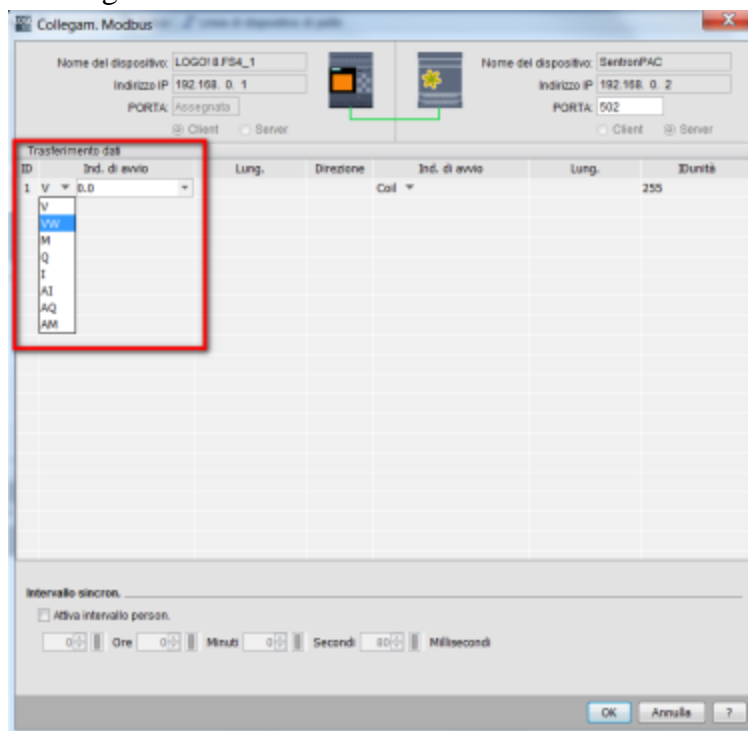 Collegam. Modbus
Nome del dispositivo: LOGO!8.FS4_1
Nome del dispositivo: SentronPAC
Indirizzo IP 192.168. 0. 1
Indirizzo IP 192.168. 0. 2
PORTA: Assegnata
PORTA: 502
Client Server
Client Server
Trasferimento dati
ID Ind. di avvio Lung. Direzione Ind. di avvio Lung. IDunità
1 V 0.0 Coil 255
V
VW
M
Q
I
AI
AQ
AM
Intervallo sincron.
Attiva intervallo person.
0 Ore 0 Minuti 0 Secondi 80 Millisecondi
OK Annulla ?